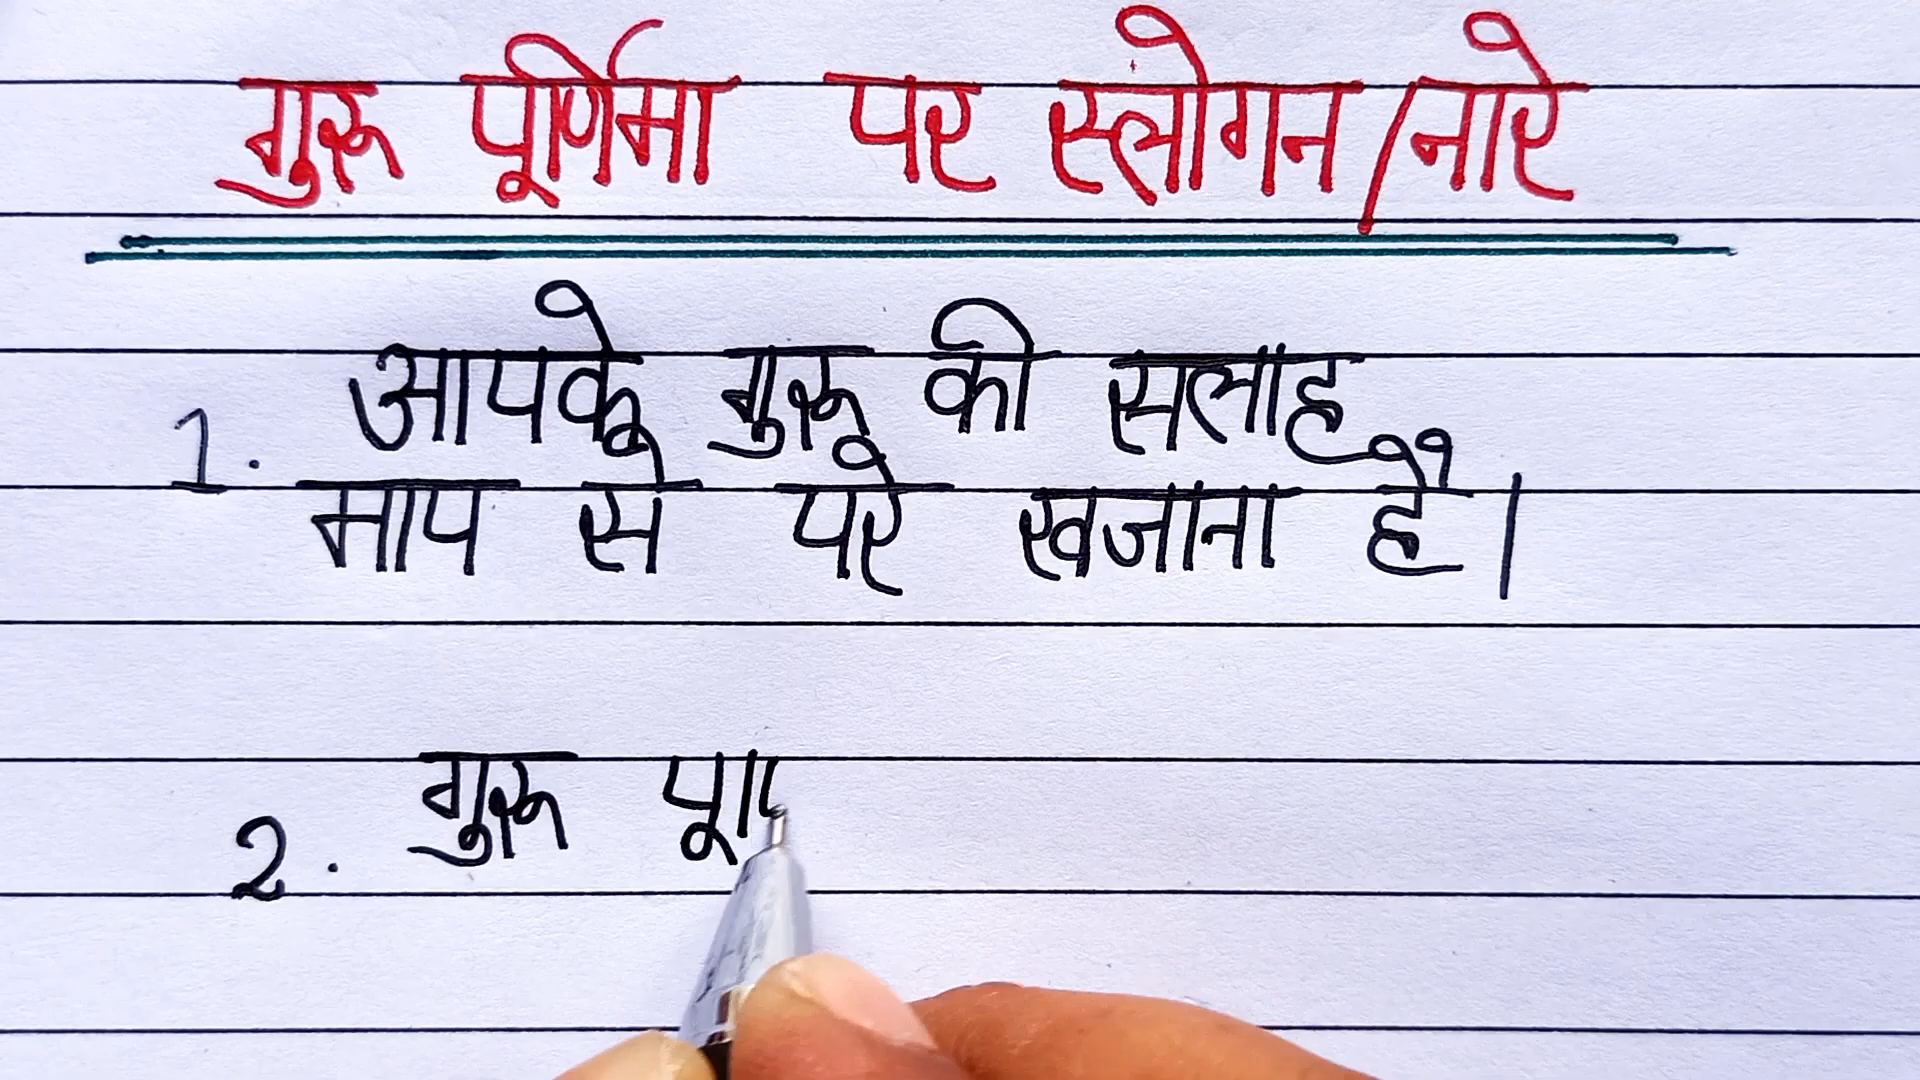 गुरू पूर्णिमा पर स्लोगन/नारे
1. आपके गुरू की सलाह
माप से परे खजाना है।
2. गुरू